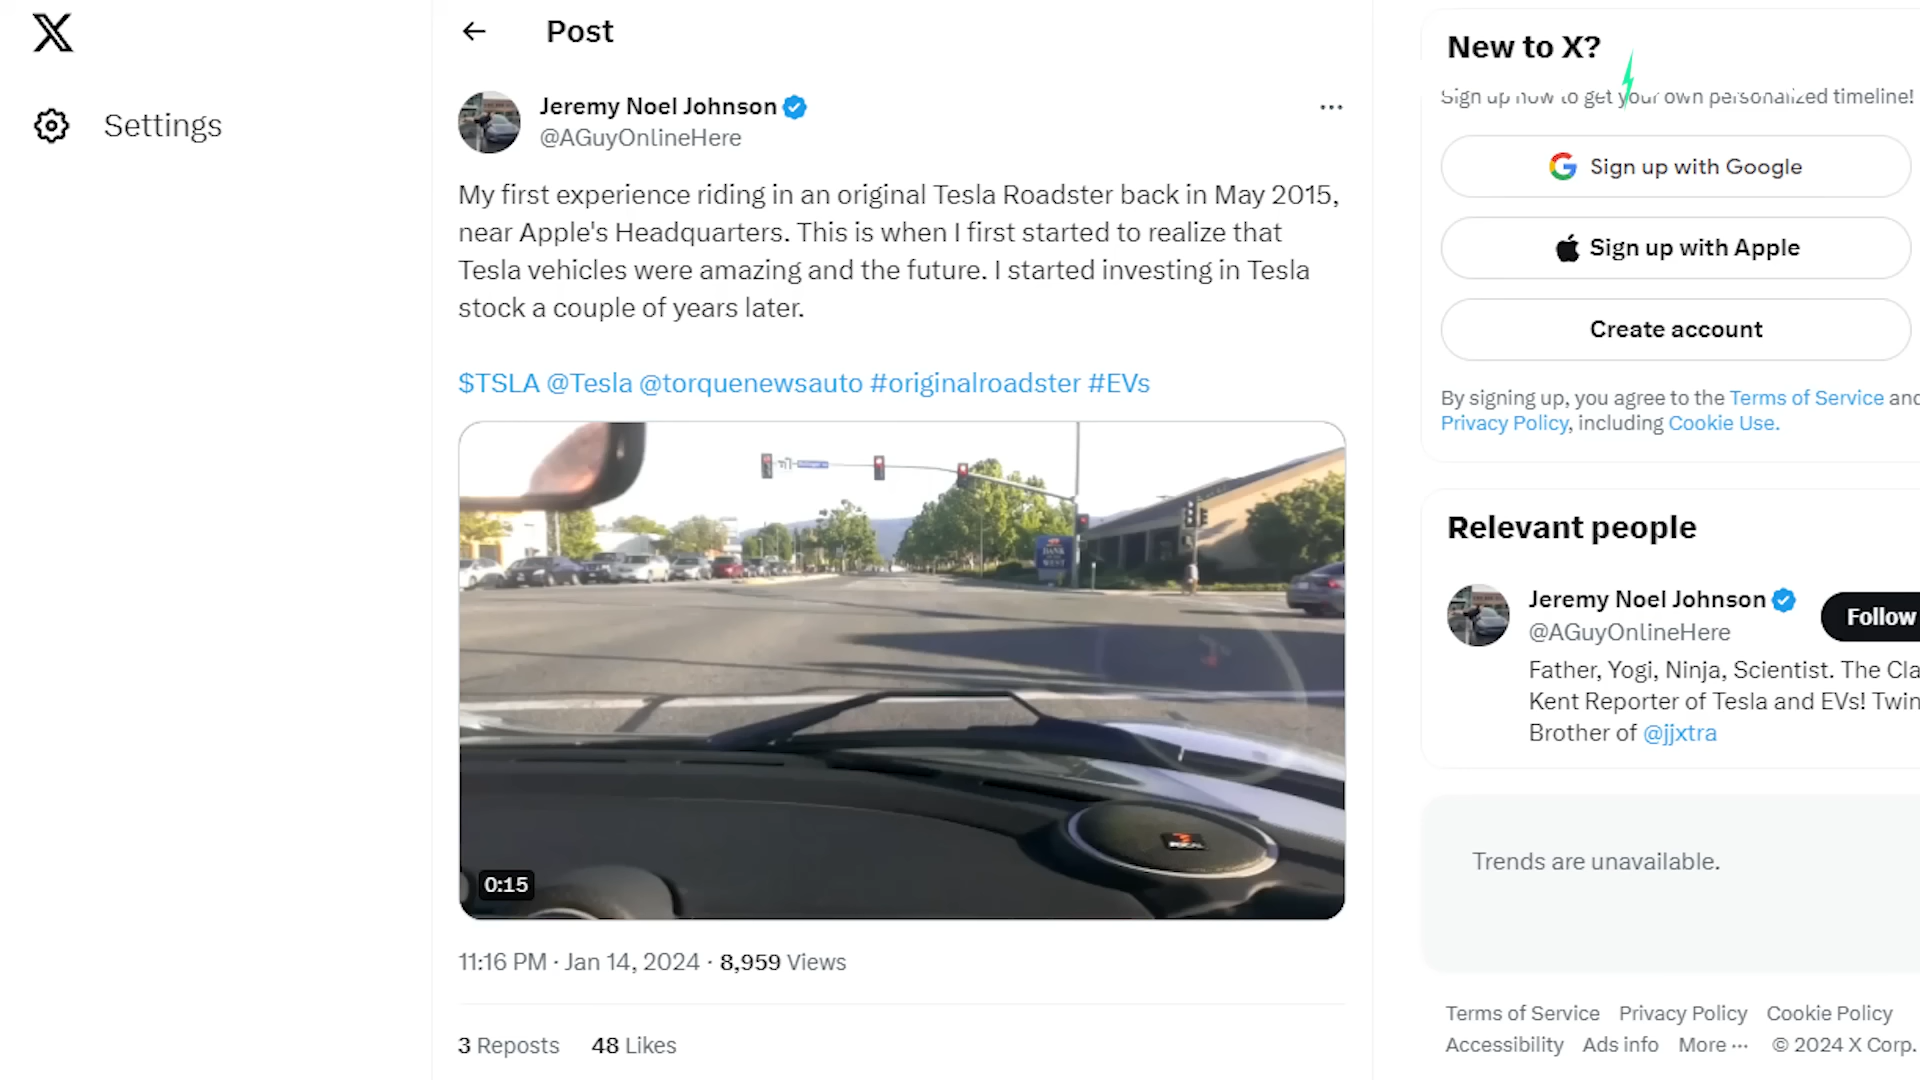 Post
Settings
Jeremy Noel Johnson
@AGuyOnlineHere
My first experience riding in an original Tesla Roadster back in May 2015,
near Apple's Headquarters. This is when I first started to realize that
Tesla vehicles were amazing and the future. I started investing in Tesla
stock a couple of years later.
$TSLA @Tesla @torquenewsauto #originalroadster #EVs
BANK
WEST
0:15
11:16 PM · Jan 14, 2024 · 8,959 Views
3 Reposts 48 Likes
New to X?
Sign up now to get your own personalized timeline!
Sign up with Google
Sign up with Apple
Create account
By signing up, you agree to the Terms of Service and
Privacy Policy, including Cookie Use.
Relevant people
Jeremy Noel Johnson
@AGuyOnlineHere
Follow
Father, Yogi, Ninja, Scientist. The Cla
Kent Reporter of Tesla and EVs! Twin
Brother of @jjxtra
Trends are unavailable.
Terms of Service Privacy Policy Cookie Policy
Accessibility Ads info More ··· © 2024 X Corp.